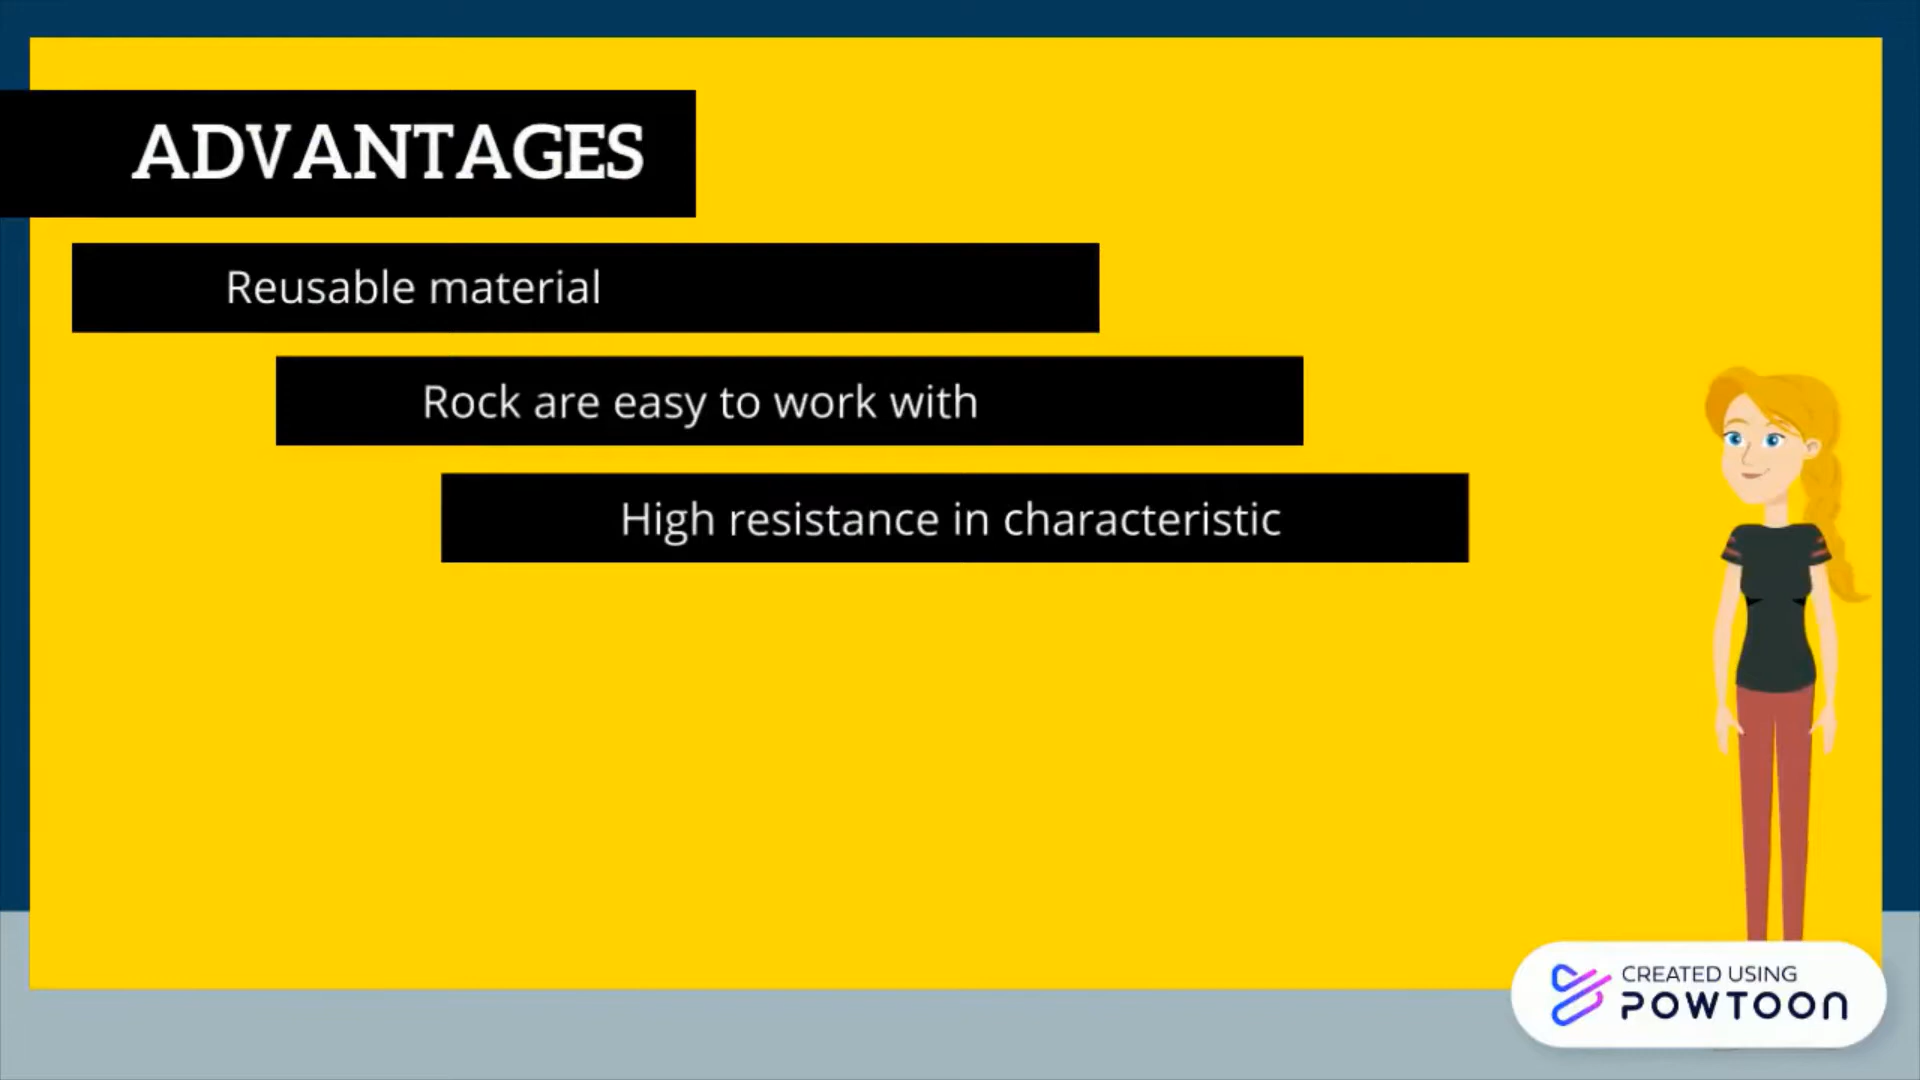 ADVANTAGES
Reusable material
Rock are easy to work with
High resistance in characteristic
CREATED USING
POWTOON